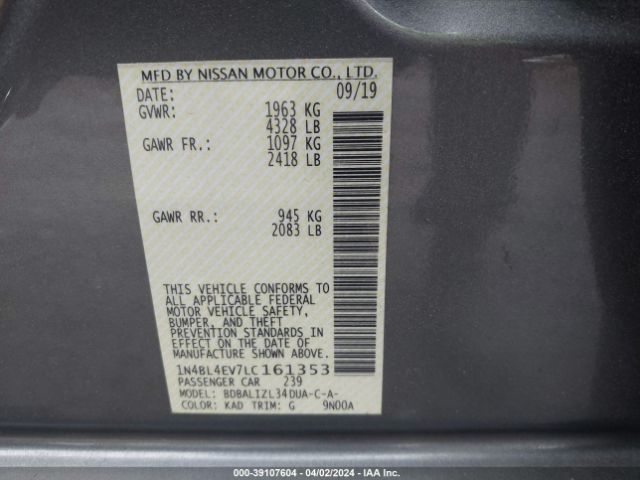 MFD BY NISSAN MOTOR CO., LTD.
DATE: 09/19
GVWR: 1963 KG
4328 LB
GAWR FR.: 1097 KG
2418 LB
GAWR RR.: 945 KG
2083 LB
THIS VEHICLE CONFORMS TO
ALL APPLICABLE FEDERAL
MOTOR VEHICLE SAFETY,
BUMPER, AND THEFT
PREVENTION STANDARDS IN
EFFECT ON THE DATE OF
MANUFACTURE SHOWN ABOVE.
1N4BL4EV7LC161353
PASSENGER CAR 239
MODEL: BDBALIZL34DUA-C-A-
COLOR: KAD TRIM: G 9N00A
000-39107604 / 04/02/2024 - IAA Inc.